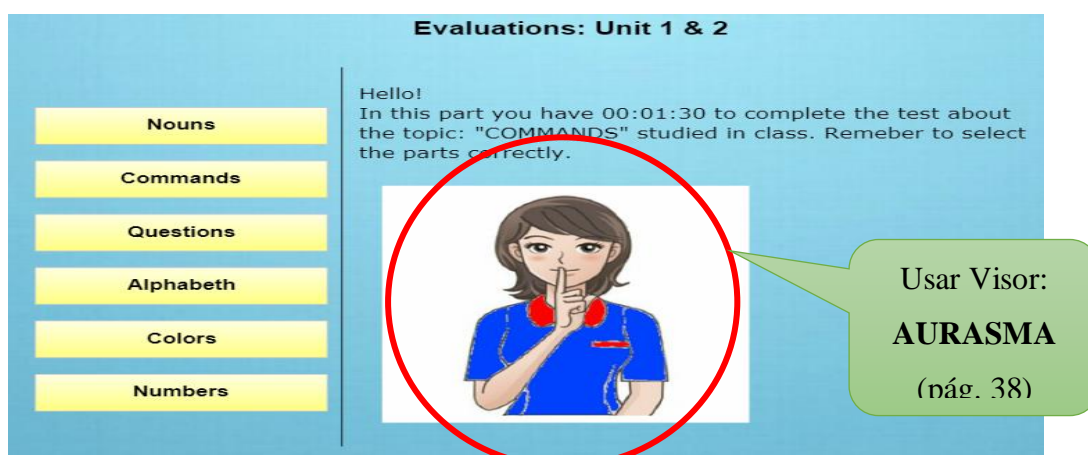 Evaluations: Unit 1 & 2
Nouns
Commands
Questions
Alphabeth
Colors
Numbers
Hello!
In this part you have 00:01:30 to complete the test about
the topic: "COMMANDS" studied in class. Remeber to select
the parts correctly.
Usar Visor:
AURASMA
(pág. 38)